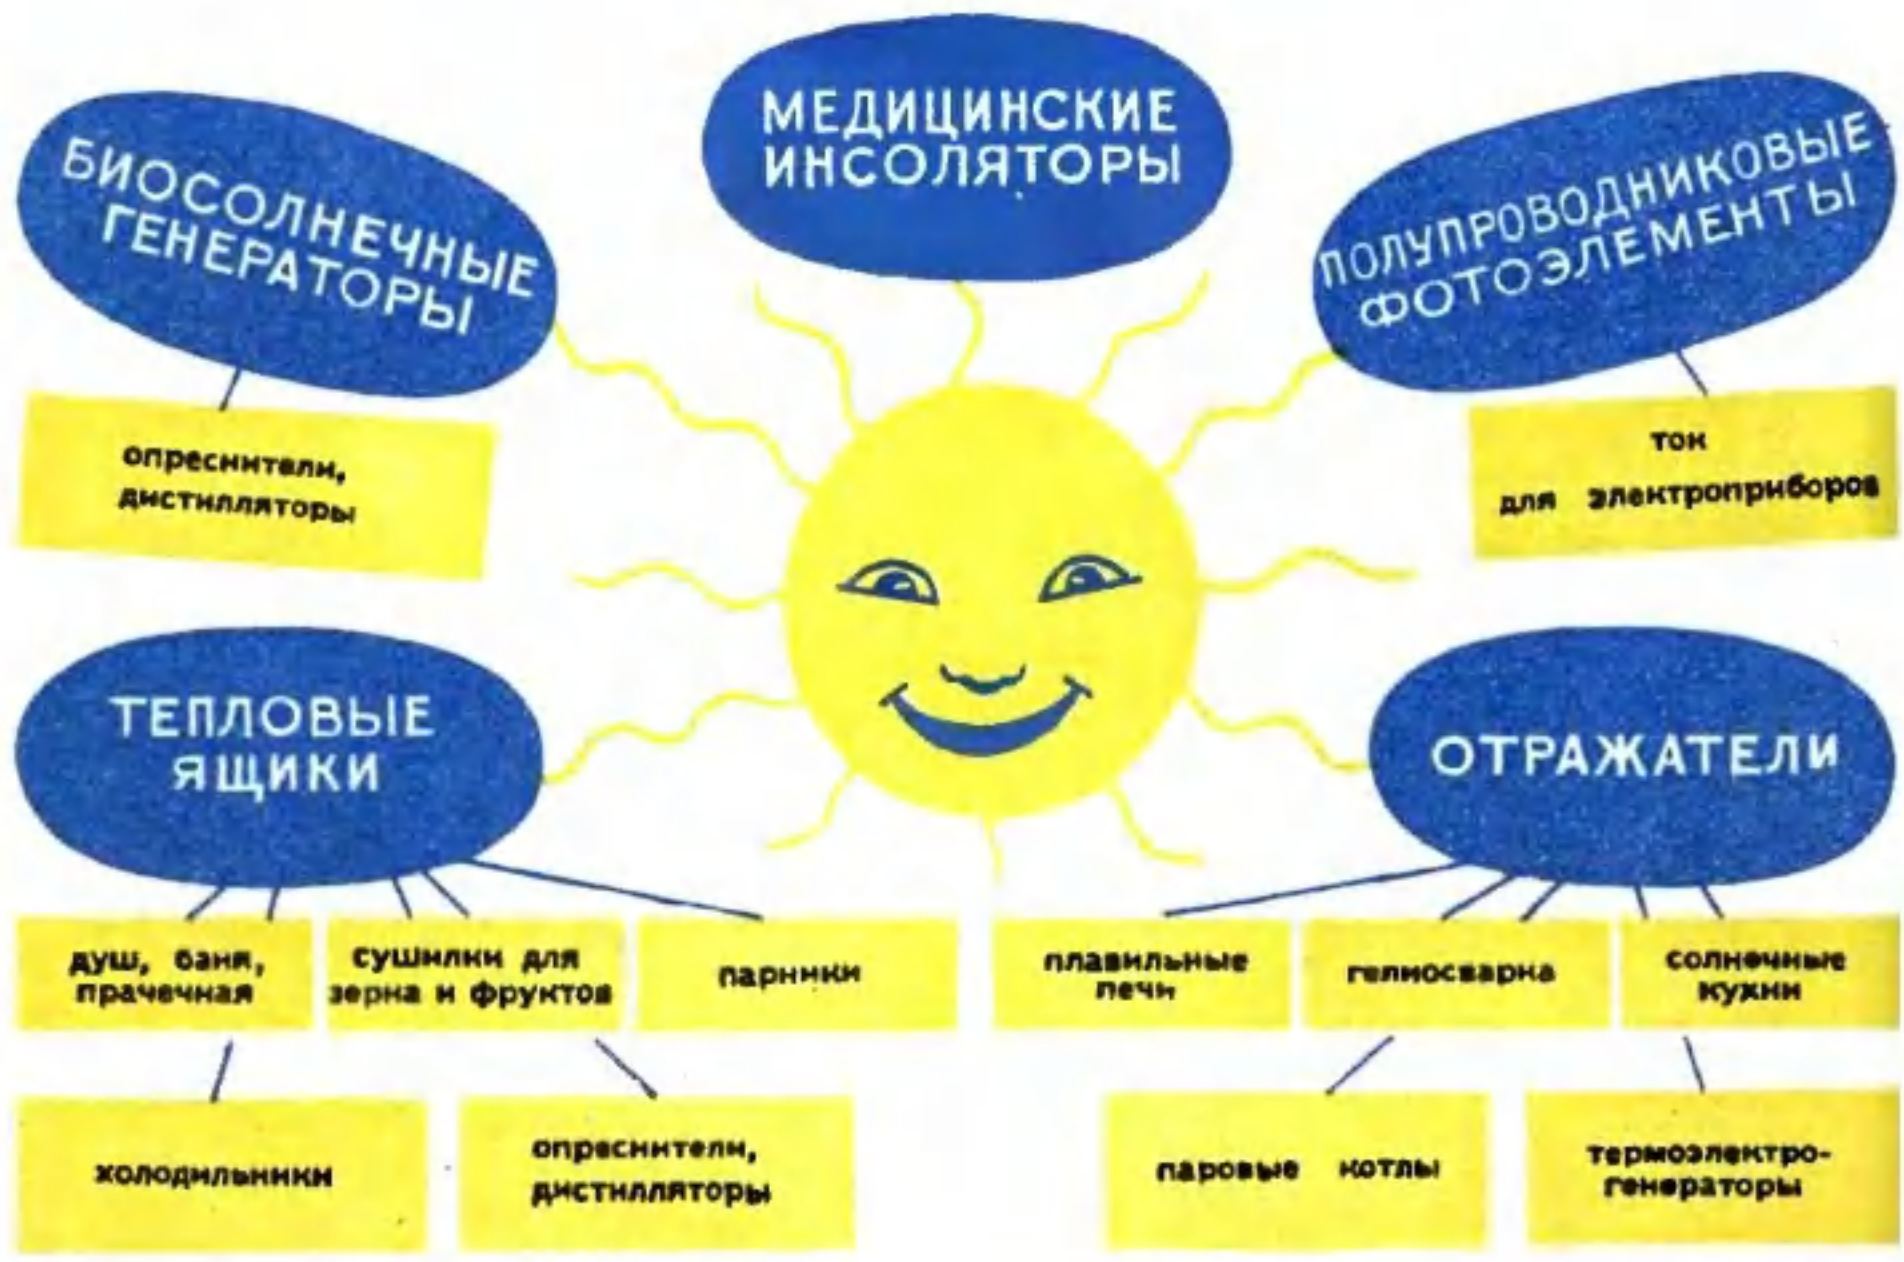 МЕДИЦИНСКИЕ
ИНСОЛЯТОРЫ
БИОСОЛНЕЧНЫЕ
ГЕНЕРАТОРЫ
ПОЛУПРОВОДНИКОВЫЕ
ФОТОЭЛЕМЕНТЫ
опреснители,
дистилляторы
ток
для электроприборов
ТЕПЛОВЫЕ
ЯЩИКИ
ОТРАЖАТЕЛИ
душ, баня,
прачечная
сушилки для
зерна и фруктов
парники
плавильные
печи
гелиосварка
солнечные
кухни
холодильники
опреснители,
дистилляторы
паровые котлы
термоэлектро-
генераторы